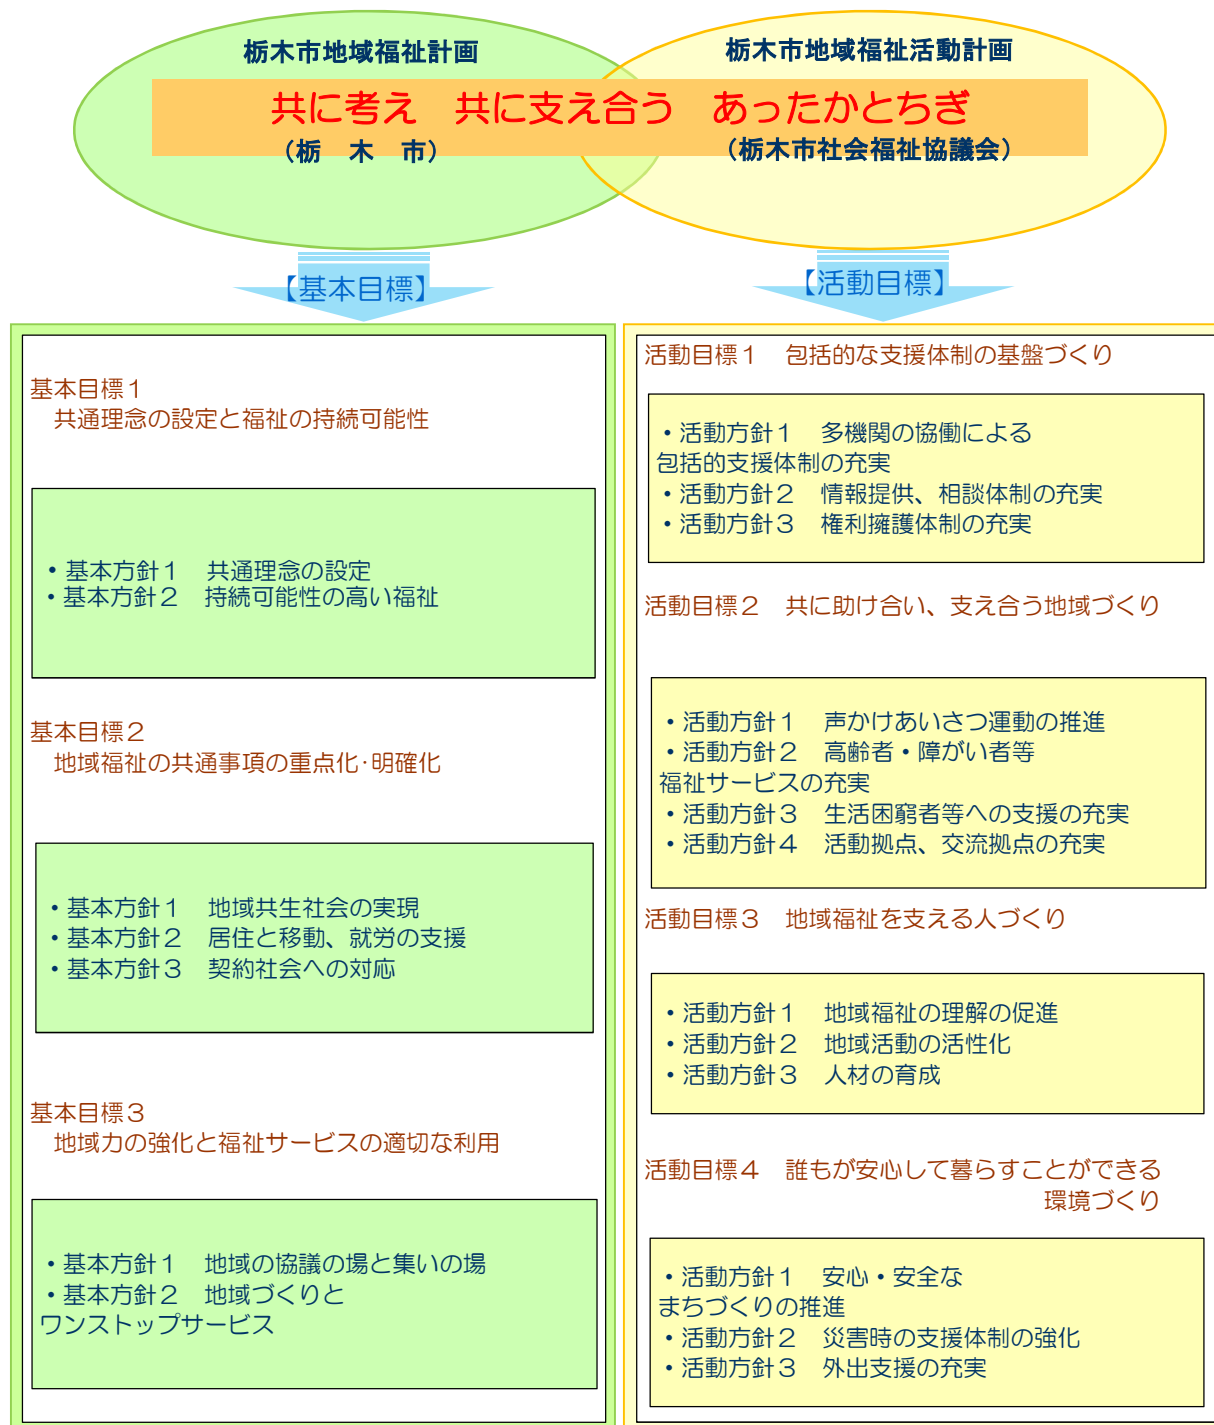 栃木市地域福祉計画
栃木市地域福祉活動計画
共に考え　共に支え合う　あったかとちぎ
（栃　木　市）
（栃木市社会福祉協議会）
【基本目標】
【活動目標】
基本目標１
共通理念の設定と福祉の持続可能性
・基本方針１　共通理念の設定
・基本方針２　持続可能性の高い福祉
基本目標２
地域福祉の共通事項の重点化･明確化
・基本方針１　地域共生社会の実現
・基本方針２　居住と移動、就労の支援
・基本方針３　契約社会への対応
基本目標３
地域力の強化と福祉サービスの適切な利用
・基本方針１　地域の協議の場と集いの場
・基本方針２　地域づくりと
ワンストップサービス
活動目標１　包括的な支援体制の基盤づくり
・活動方針１　多機関の協働による
包括的支援体制の充実
・活動方針２　情報提供、相談体制の充実
・活動方針３　権利擁護体制の充実
活動目標２　共に助け合い、支え合う地域づくり
・活動方針１　声かけあいさつ運動の推進
・活動方針２　高齢者・障がい者等
福祉サービスの充実
・活動方針３　生活困窮者等への支援の充実
・活動方針４　活動拠点、交流拠点の充実
活動目標３　地域福祉を支える人づくり
・活動方針１　地域福祉の理解の促進
・活動方針２　地域活動の活性化
・活動方針３　人材の育成
活動目標４　誰もが安心して暮らすことができる
環境づくり
・活動方針１　安心・安全な
まちづくりの推進
・活動方針２　災害時の支援体制の強化
・活動方針３　外出支援の充実